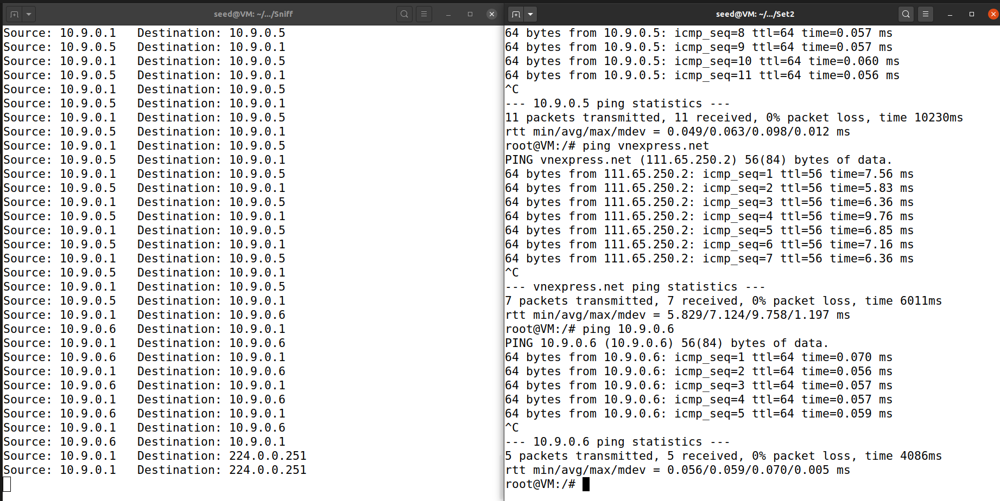 seed@VM: ~/.../Sniff
Source: 10.9.0.1   Destination: 10.9.0.5
Source: 10.9.0.5   Destination: 10.9.0.1
Source: 10.9.0.1   Destination: 10.9.0.5
Source: 10.9.0.5   Destination: 10.9.0.1
Source: 10.9.0.1   Destination: 10.9.0.5
Source: 10.9.0.5   Destination: 10.9.0.1
Source: 10.9.0.1   Destination: 10.9.0.5
Source: 10.9.0.5   Destination: 10.9.0.1
Source: 10.9.0.1   Destination: 10.9.0.5
Source: 10.9.0.5   Destination: 10.9.0.1
Source: 10.9.0.1   Destination: 10.9.0.5
Source: 10.9.0.5   Destination: 10.9.0.1
Source: 10.9.0.1   Destination: 10.9.0.5
Source: 10.9.0.5   Destination: 10.9.0.1
Source: 10.9.0.1   Destination: 10.9.0.5
Source: 10.9.0.5   Destination: 10.9.0.1
Source: 10.9.0.1   Destination: 10.9.0.5
Source: 10.9.0.5   Destination: 10.9.0.1
Source: 10.9.0.1   Destination: 10.9.0.5
Source: 10.9.0.5   Destination: 10.9.0.1
Source: 10.9.0.1   Destination: 10.9.0.6
Source: 10.9.0.6   Destination: 10.9.0.1
Source: 10.9.0.1   Destination: 10.9.0.6
Source: 10.9.0.6   Destination: 10.9.0.1
Source: 10.9.0.1   Destination: 10.9.0.6
Source: 10.9.0.6   Destination: 10.9.0.1
Source: 10.9.0.1   Destination: 10.9.0.6
Source: 10.9.0.6   Destination: 10.9.0.1
Source: 10.9.0.1   Destination: 10.9.0.6
Source: 10.9.0.6   Destination: 10.9.0.1
Source: 10.9.0.1   Destination: 224.0.0.251
Source: 10.9.0.1   Destination: 224.0.0.251
seed@VM: ~/.../Set2
64 bytes from 10.9.0.5: icmp_seq=8 ttl=64 time=0.057 ms
64 bytes from 10.9.0.5: icmp_seq=9 ttl=64 time=0.057 ms
64 bytes from 10.9.0.5: icmp_seq=10 ttl=64 time=0.060 ms
64 bytes from 10.9.0.5: icmp_seq=11 ttl=64 time=0.056 ms
^C
--- 10.9.0.5 ping statistics ---
11 packets transmitted, 11 received, 0% packet loss, time 10230ms
rtt min/avg/max/mdev = 0.049/0.063/0.098/0.012 ms
root@VM:/# ping vnexpress.net
PING vnexpress.net (111.65.250.2) 56(84) bytes of data.
64 bytes from 111.65.250.2: icmp_seq=1 ttl=56 time=7.56 ms
64 bytes from 111.65.250.2: icmp_seq=2 ttl=56 time=5.83 ms
64 bytes from 111.65.250.2: icmp_seq=3 ttl=56 time=6.36 ms
64 bytes from 111.65.250.2: icmp_seq=4 ttl=56 time=9.76 ms
64 bytes from 111.65.250.2: icmp_seq=5 ttl=56 time=6.85 ms
64 bytes from 111.65.250.2: icmp_seq=6 ttl=56 time=7.16 ms
64 bytes from 111.65.250.2: icmp_seq=7 ttl=56 time=6.36 ms
^C
--- vnexpress.net ping statistics ---
7 packets transmitted, 7 received, 0% packet loss, time 6011ms
rtt min/avg/max/mdev = 5.829/7.124/9.758/1.197 ms
root@VM:/# ping 10.9.0.6
PING 10.9.0.6 (10.9.0.6) 56(84) bytes of data.
64 bytes from 10.9.0.6: icmp_seq=1 ttl=64 time=0.070 ms
64 bytes from 10.9.0.6: icmp_seq=2 ttl=64 time=0.056 ms
64 bytes from 10.9.0.6: icmp_seq=3 ttl=64 time=0.057 ms
64 bytes from 10.9.0.6: icmp_seq=4 ttl=64 time=0.057 ms
64 bytes from 10.9.0.6: icmp_seq=5 ttl=64 time=0.059 ms
^C
--- 10.9.0.6 ping statistics ---
5 packets transmitted, 5 received, 0% packet loss, time 4086ms
rtt min/avg/max/mdev = 0.056/0.059/0.070/0.005 ms
root@VM:/#